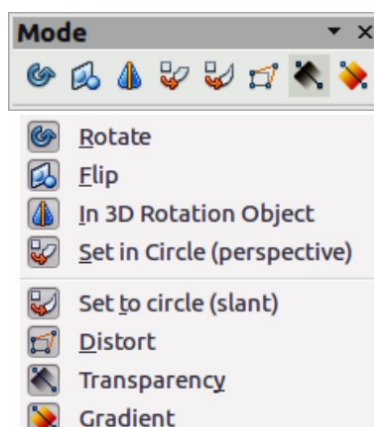 Mode
Rotate
Flip
In 3D Rotation Object
Set in Circle (perspective)
Set to circle (slant)
Distort
Transparency
Gradient